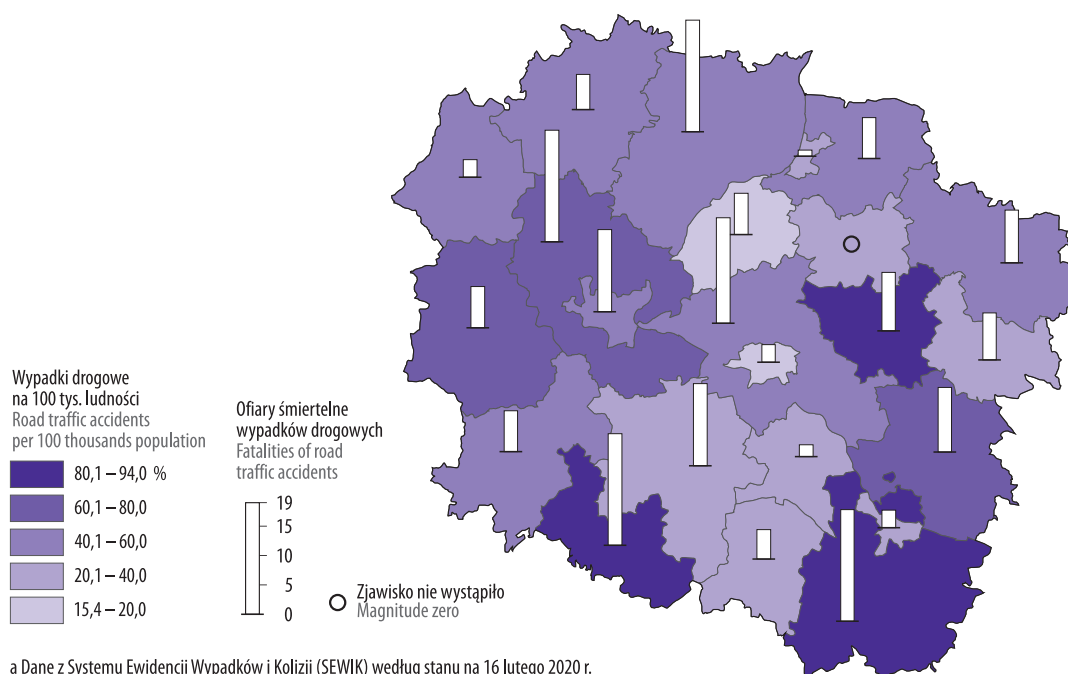 Wypadki drogowe
na 100 tys. ludności
Road traffic accidents
per 100 thousands population
80,1 – 94,0 %
60,1 – 80,0
40,1 – 60,0
20,1 – 40,0
15,4 – 20,0
Ofiary śmiertelne
wypadków drogowych
Fatalities of road
traffic accidents
19
15
10
5
0
Zjawisko nie wystąpiło
Magnitude zero
a Dane z Systemu Ewidencji Wypadków i Kolizji (SEWIK) według stanu na 16 lutego 2020 r.